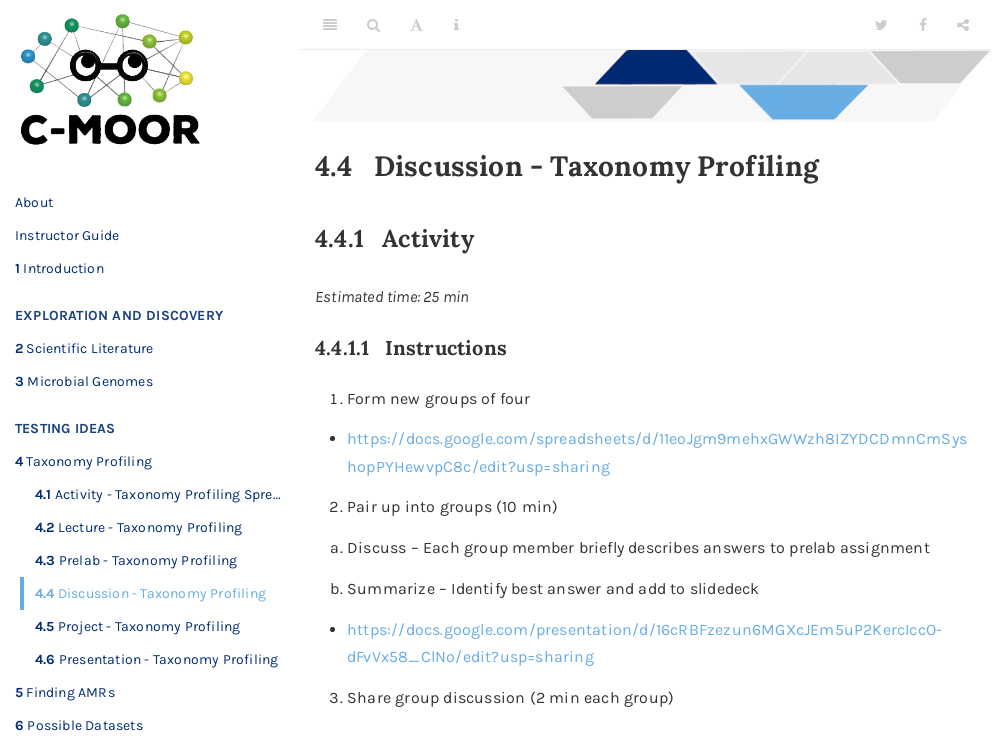 C-MOOR
About
Instructor Guide
1 Introduction
EXPLORATION AND DISCOVERY
2 Scientific Literature
3 Microbial Genomes
TESTING IDEAS
4 Taxonomy Profiling
4.1 Activity - Taxonomy Profiling Spre...
4.2 Lecture - Taxonomy Profiling
4.3 Prelab - Taxonomy Profiling
4.4 Discussion - Taxonomy Profiling
4.5 Project - Taxonomy Profiling
4.6 Presentation - Taxonomy Profiling
5 Finding AMRs
6 Possible Datasets
4.4 Discussion - Taxonomy Profiling
4.4.1 Activity
Estimated time: 25 min
4.4.1.1 Instructions
1. Form new groups of four
• https://docs.google.com/spreadsheets/d/11eoJgm9mehxGWWzh8IZYDCDmnCmSys
hopPYHewvpC8c/edit?usp=sharing
2. Pair up into groups (10 min)
a. Discuss – Each group member briefly describes answers to prelab assignment
b. Summarize – Identify best answer and add to slidedeck
• https://docs.google.com/presentation/d/16cRBFzezun6MGXcJEm5uP2KercIccO-
dFvVx58_ClNo/edit?usp=sharing
3. Share group discussion (2 min each group)